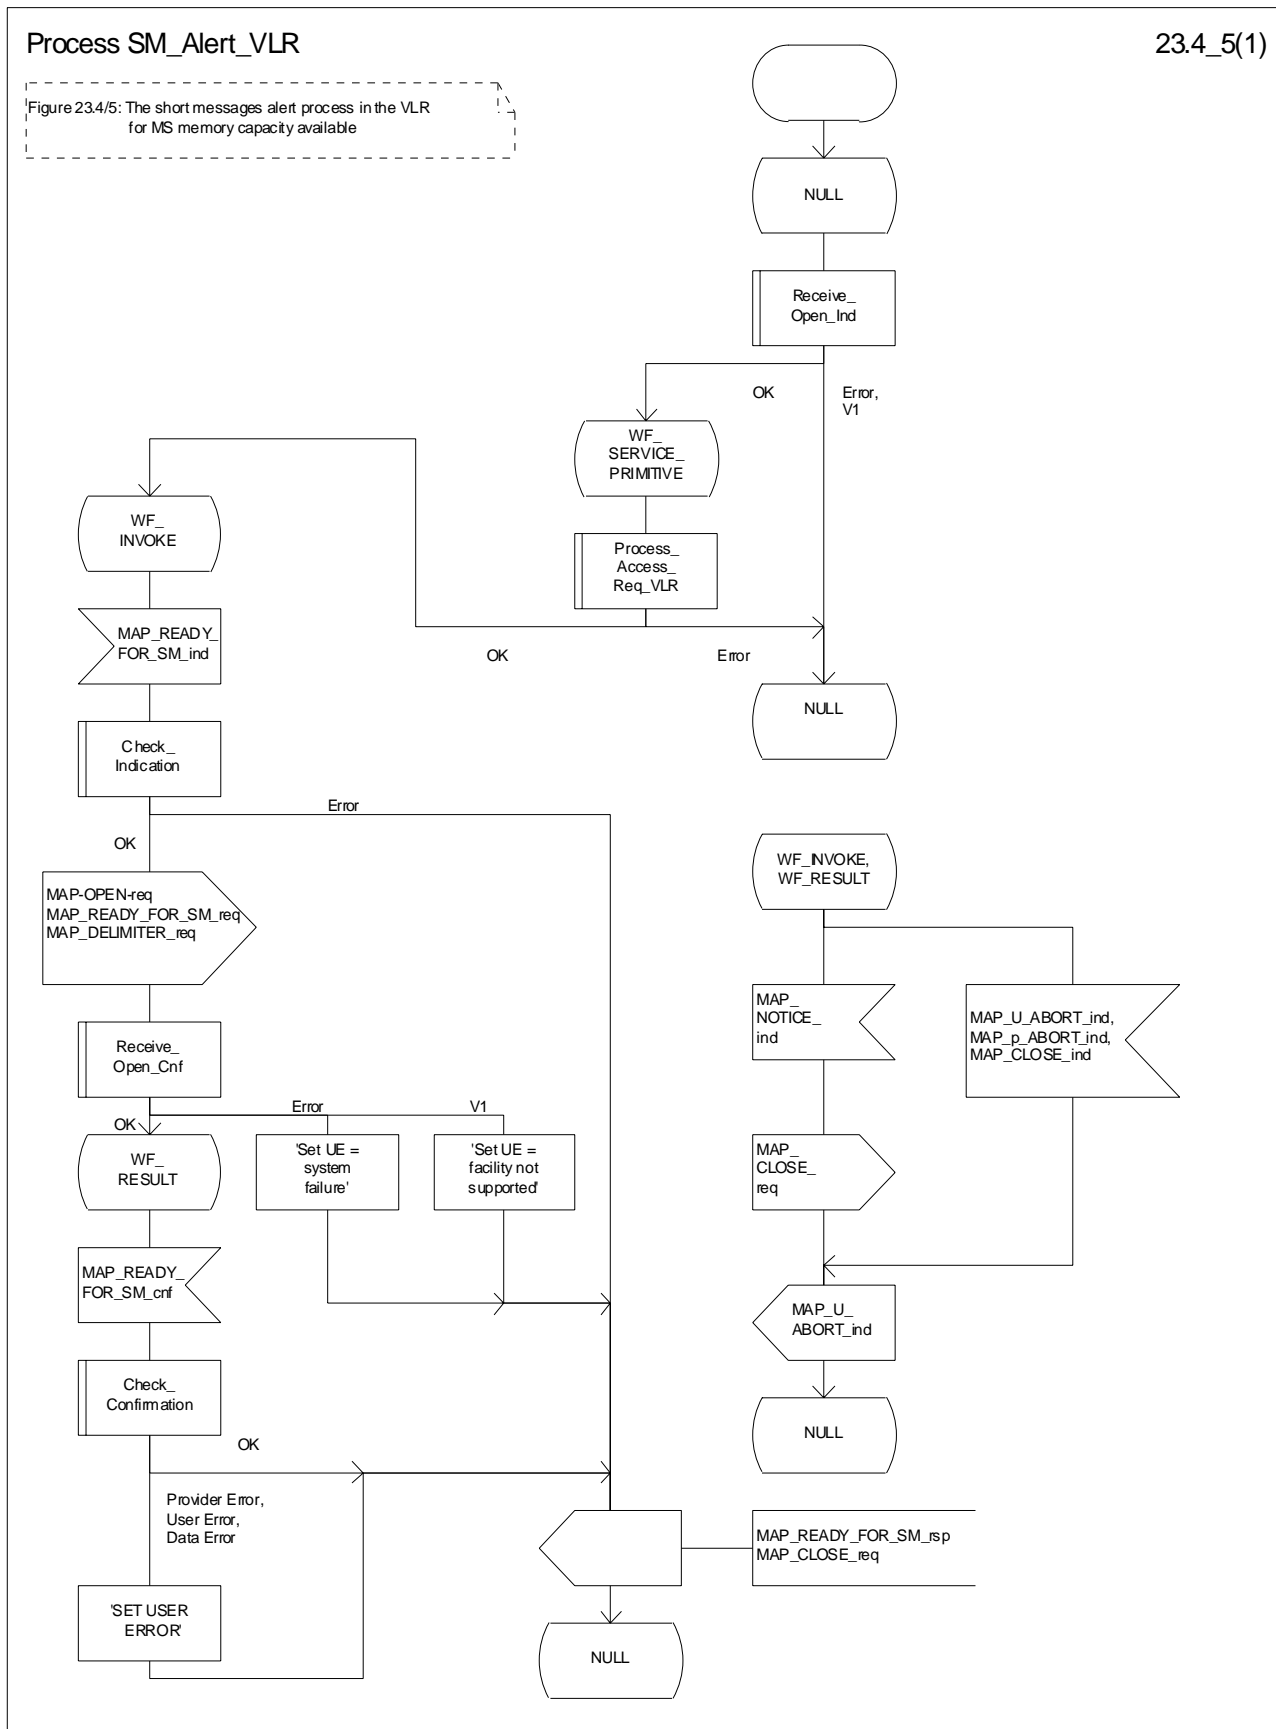 Process SM_Alert_VLR
23.4_5(1)
Figure 23.4/5: The short messages alert process in the VLR
for MS memory capacity available
NULL
Receive_
Open_Ind
OK
Error,
V1
WF_
SERVICE_
PRIMITIVE
WF_
INVOKE
Process_
Access_
Req_VLR
MAP_READY_
FOR_SM_ind
OK
Error
NULL
Check_
Indication
Error
OK
WF_INVOKE,
WF_RESULT
MAP-OPEN-req
MAP_READY_FOR_SM_req
MAP_DELIMITER_req
MAP_
NOTICE_
ind
MAP_U_ABORT_ind,
MAP_p_ABORT_ind,
MAP_CLOSE_ind
Receive_
Open_Cnf
Error
V1
OK
WF_
RESULT
'Set UE =
system
failure'
'Set UE =
facility not
supported'
MAP_
CLOSE_
req
MAP_READY_
FOR_SM_cnf
MAP_U_
ABORT_ind
Check_
Confirmation
OK
NULL
Provider Error,
User Error,
Data Error
MAP_READY_FOR_SM_rsp
MAP_CLOSE_req
'SET USER
ERROR'
NULL